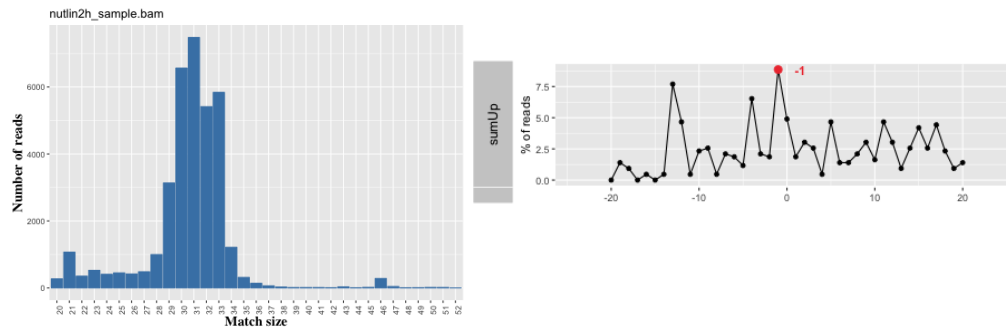 nutlin2h_sample.bam
Number of reads
6000
4000
2000
0
20 21 22 23 24 25 26 27 28 29 30 31 32 33 34 35 36 37 38 39 40 41 42 43 44 45 46 47 48 49 50 51 52
Match size
sumUp
% of reads
7.5
5.0
2.5
0.0
-1
-20 -10 0 10 20